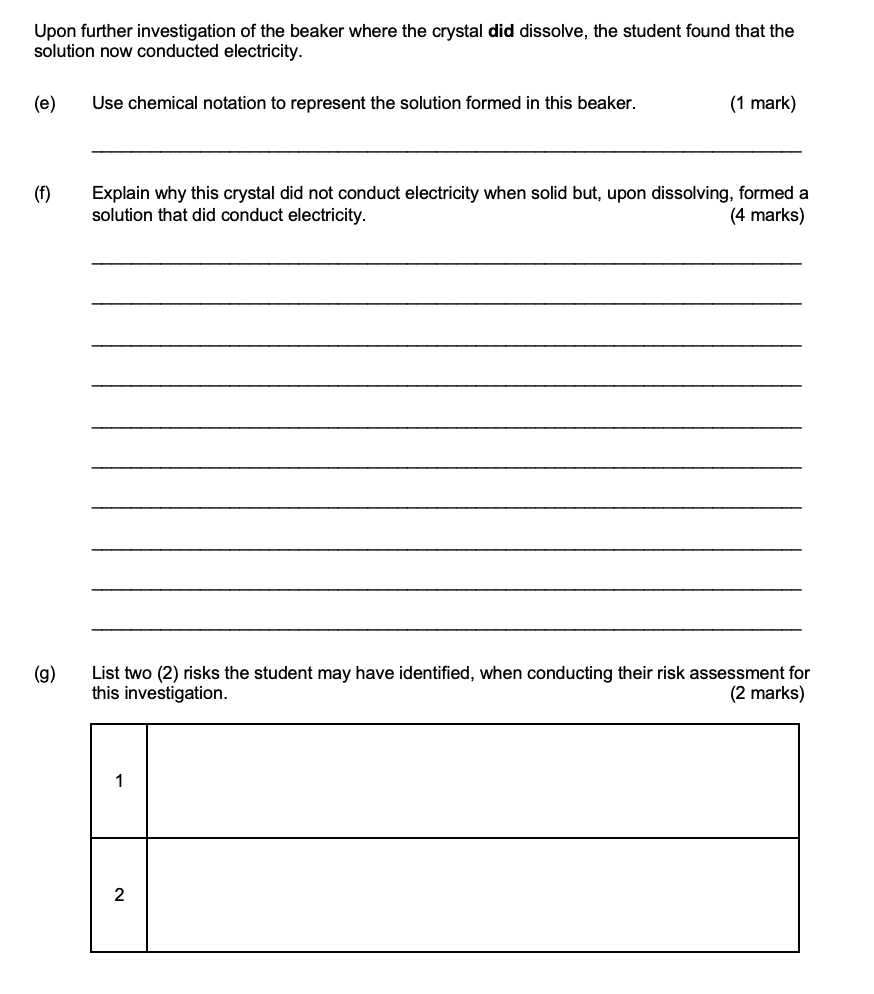 Upon further investigation of the beaker where the crystal did dissolve, the student found that the
solution now conducted electricity.
(e) Use chemical notation to represent the solution formed in this beaker. (1 mark)
(f) Explain why this crystal did not conduct electricity when solid but, upon dissolving, formed a
solution that did conduct electricity. (4 marks)
(g) List two (2) risks the student may have identified, when conducting their risk assessment for
this investigation. (2 marks)
1
2